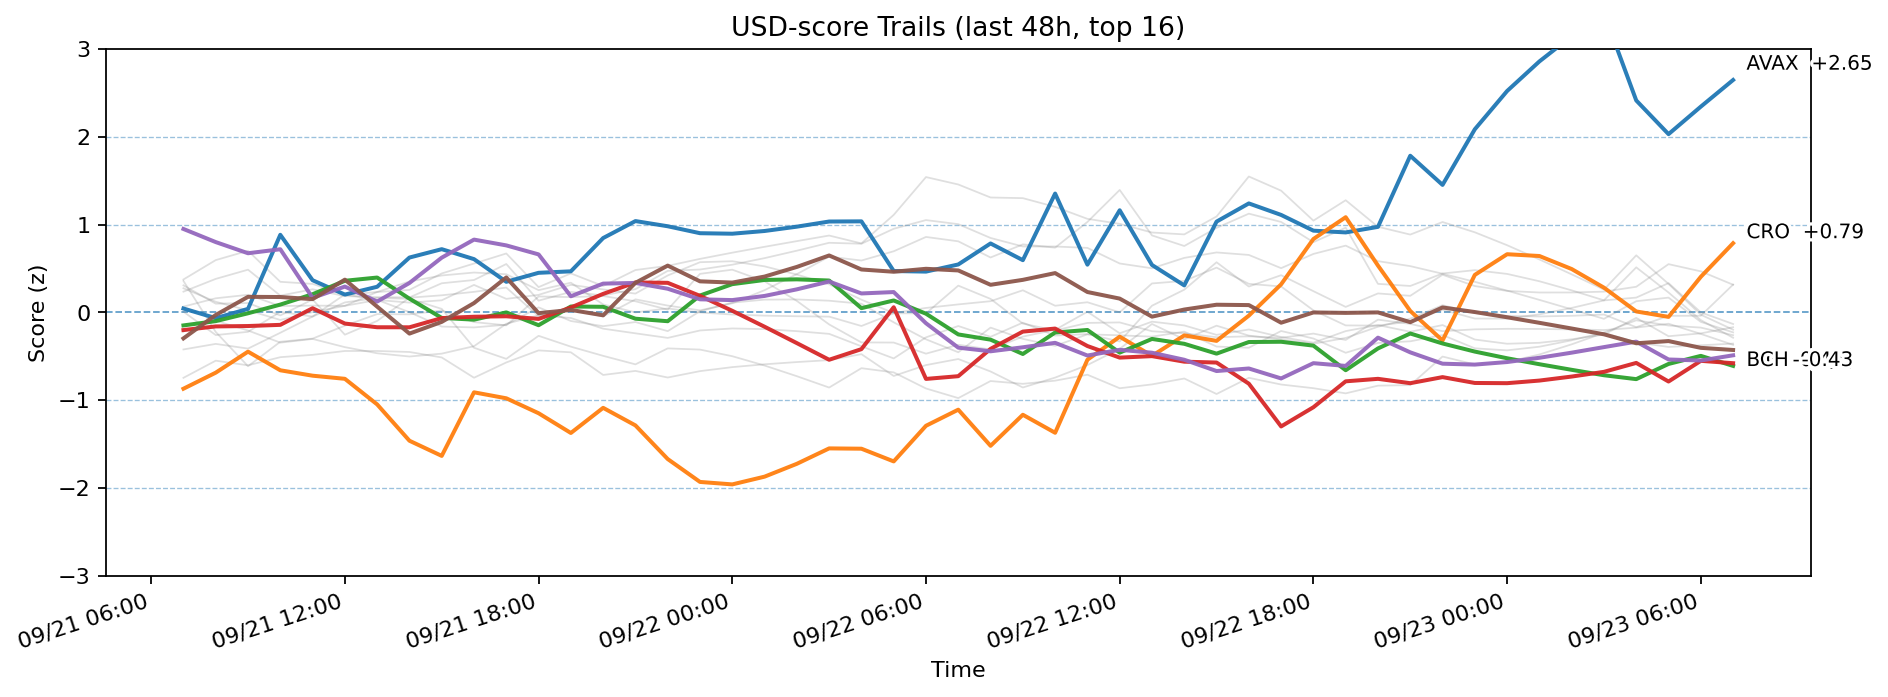 USD-score Trails (last 48h, top 16)
Score (z)
3
2
1
0
−1
−2
−3
AVAX +2.65
CRO +0.79
BCH -0.43
09/21 06:00
09/21 12:00
09/21 18:00
09/22 00:00
09/22 06:00
09/22 12:00
09/22 18:00
09/23 00:00
09/23 06:00
Time